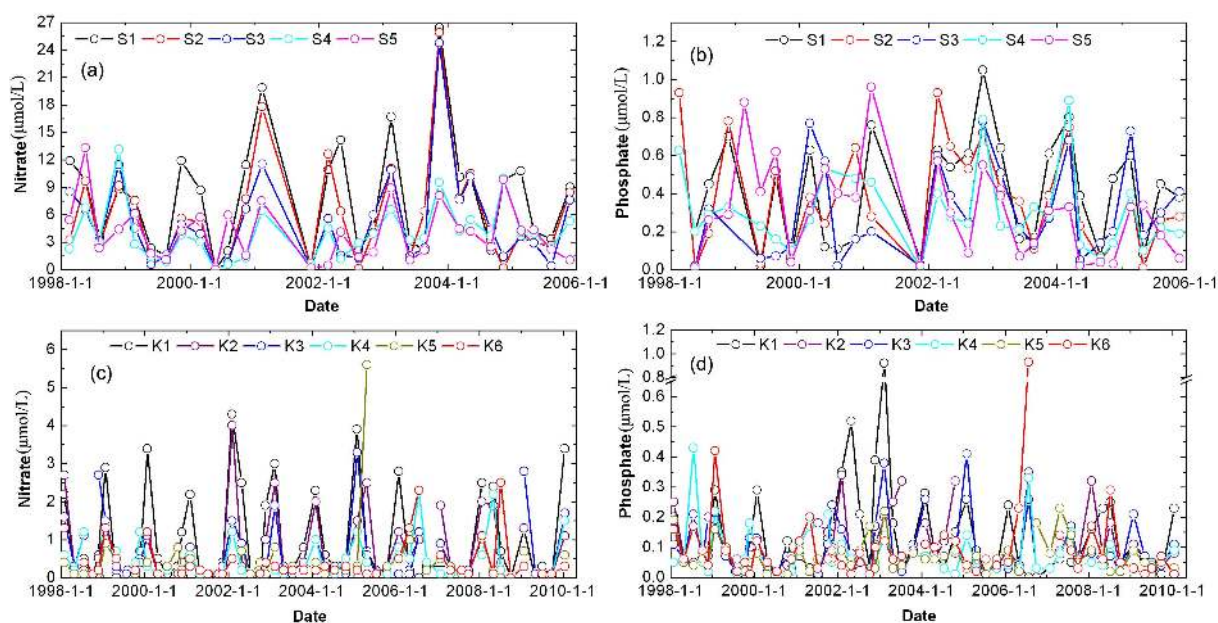 S1 S2 S3 S4 S5
(a)
Nitrate(μmol/L)
27
24
21
18
15
12
9
6
3
0
1998-1-1 2000-1-1 2002-1-1 2004-1-1 2006-1-1
Date
S1 S2 S3 S4 S5
(b)
Phosphate(μmol/L)
1.2
1.0
0.8
0.6
0.4
0.2
0.0
1998-1-1 2000-1-1 2002-1-1 2004-1-1 2006-1-1
Date
K1 K2 K3 K4 K5 K6
(c)
Nitrate(μmol/L)
6
5
4
3
2
1
0
1998-1-1 2000-1-1 2002-1-1 2004-1-1 2006-1-1 2008-1-1 2010-1-1
Date
K1 K2 K3 K4 K5 K6
(d)
Phosphate(μmol/L)
1.2
1.0
0.8
0.6
0.5
0.4
0.3
0.2
0.1
0.0
1998-1-1 2000-1-1 2002-1-1 2004-1-1 2006-1-1 2008-1-1 2010-1-1
Date